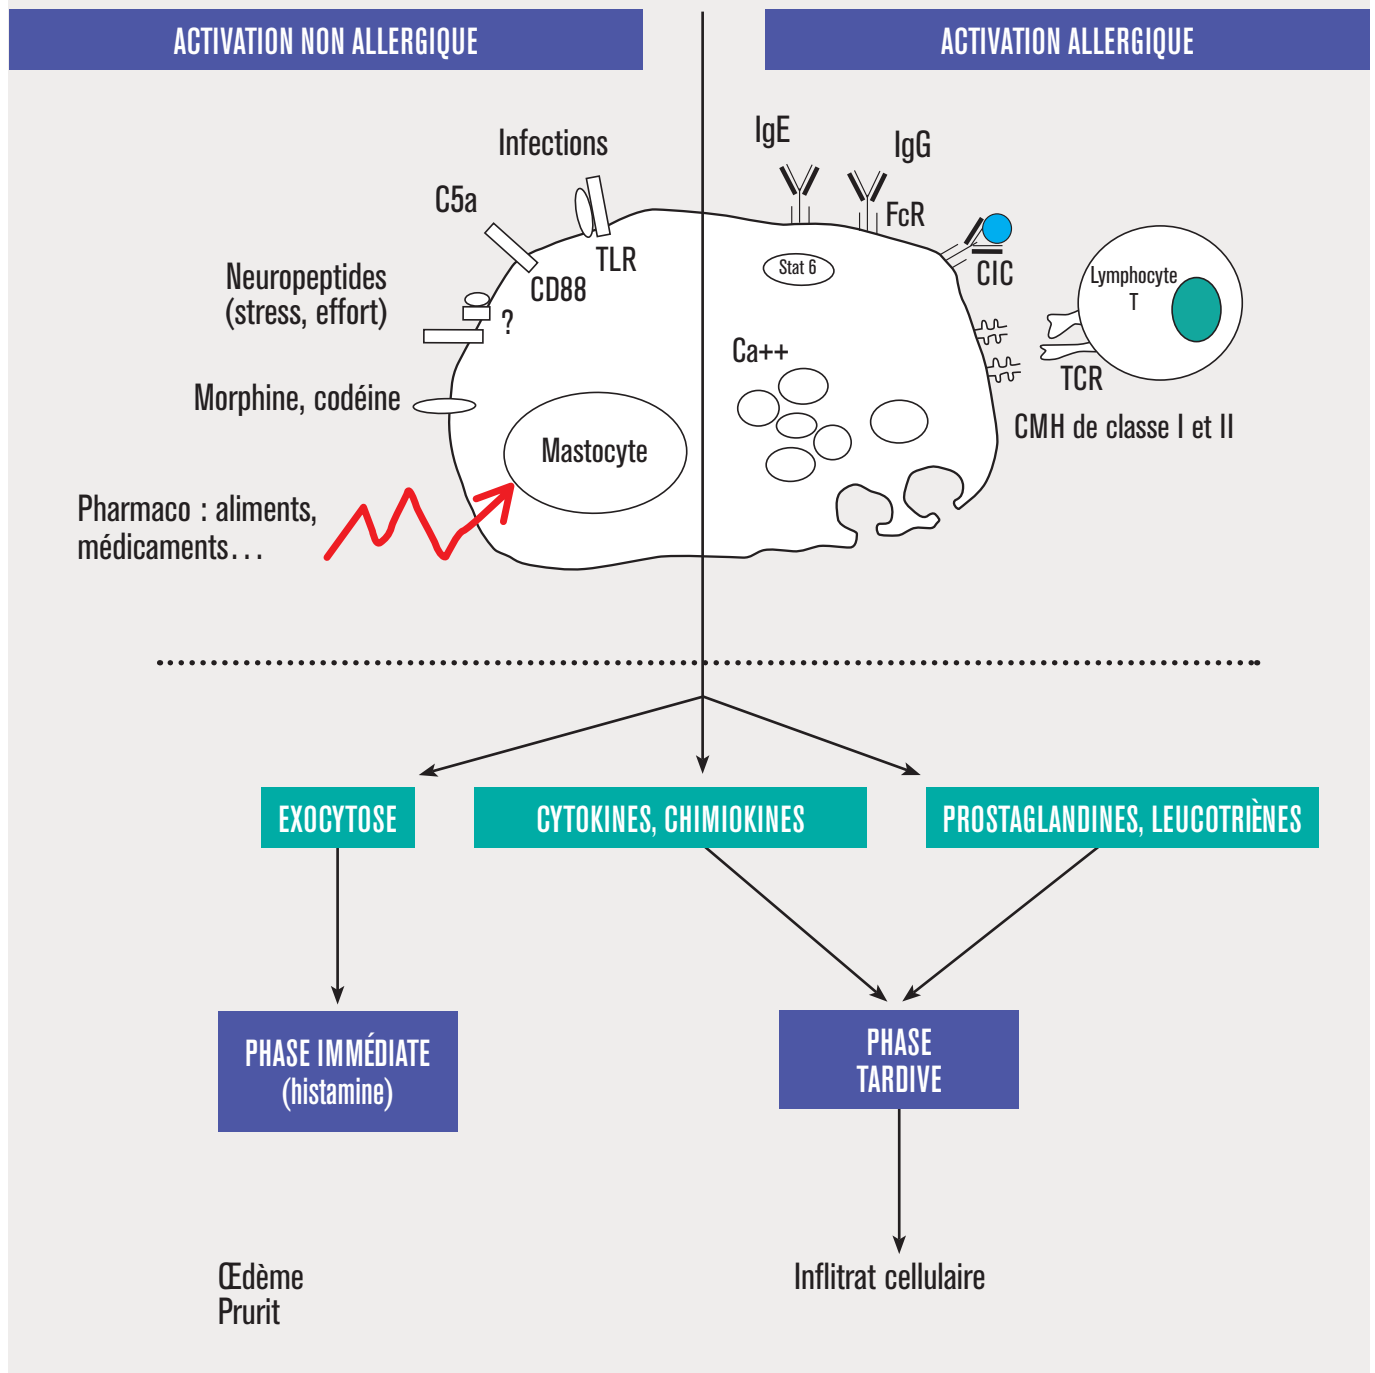 ACTIVATION NON ALLERGIQUE
ACTIVATION ALLERGIQUE
Infections
C5a
TLR
CD88
Neuropeptides
(stress, effort)
?
Morphine, codéine
Mastocyte
Pharmaco : aliments,
médicaments...
IgE
IgG
FcR
Stat 6
CIC
Lymphocyte
T
Ca++
TCR
CMH de classe I et II
EXOCYTOSE
CYTOKINES, CHIMIOKINES
PROSTAGLANDINES, LEUCOTRIÈNES
PHASE IMMÉDIATE
(histamine)
PHASE
TARDIVE
Œdème
Prurit
Inflitrat cellulaire